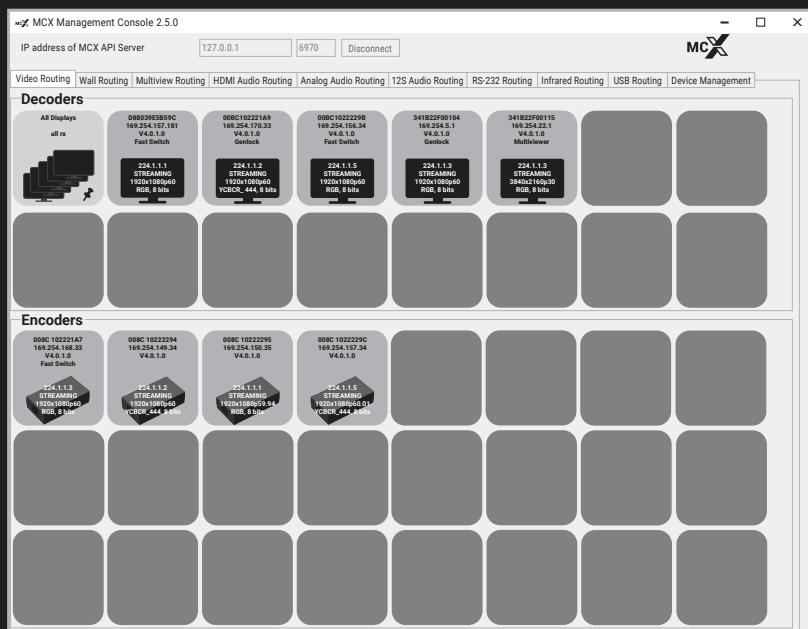 MCX MCX Management Console 2.5.0
IP address of MCX API Server 127.0.0.1 6970 Disconnect MCX
Video Routing Wall Routing Multiview Routing HDMI Audio Routing Analog Audio Routing 12S Audio Routing RS-232 Routing Infrared Routing USB Routing Device Management
Decoders
All Displays
all rx
D88039E5B59C
169.254.157.181
V4.0.1.0
Fast Switch
224.1.1.1
STREAMING
1920x1080p60
RGB, 8 bits
00BC102221A9
169.254.170.33
V4.0.1.0
Genlock
224.1.1.2
STREAMING
1920x1080p60
YCBCR_ 444, 8 bits
00BC1022229B
169.254.156.34
V4.0.1.0
Fast Switch
224.1.1.5
STREAMING
1920x1080p60
RGB, 8 bits
341B22F00104
169.254.5.1
V4.0.1.0
Genlock
224.1.1.3
STREAMING
1920x1080p60
RGB, 8 bits
341B22F00115
169.254.22.1
V4.0.1.0
Multiviewer
224.1.1.3
STREAMING
3840x2160p30
RGB, 8 bits
Encoders
008C 102221A7
169.254.168.33
V4.0.1.0
Fast Switch
224.1.1.3
STREAMING
1920x1080p60
RGB, 8 bits
008C 10222294
169.254.149.34
V4.0.1.0
224.1.1.2
STREAMING
1920x1080p60
YCBCR_444, 8 bits
008C 10222295
169.254.150.35
V4.0.1.0
224.1.1.1
STREAMING
1920x1080p59.94
RGB, 8 bits
008C 1022229C
169.254.157.34
V4.0.1.0
224.1.1.5
STREAMING
1920x1080p60.01
YCBCR_444, 8 bits